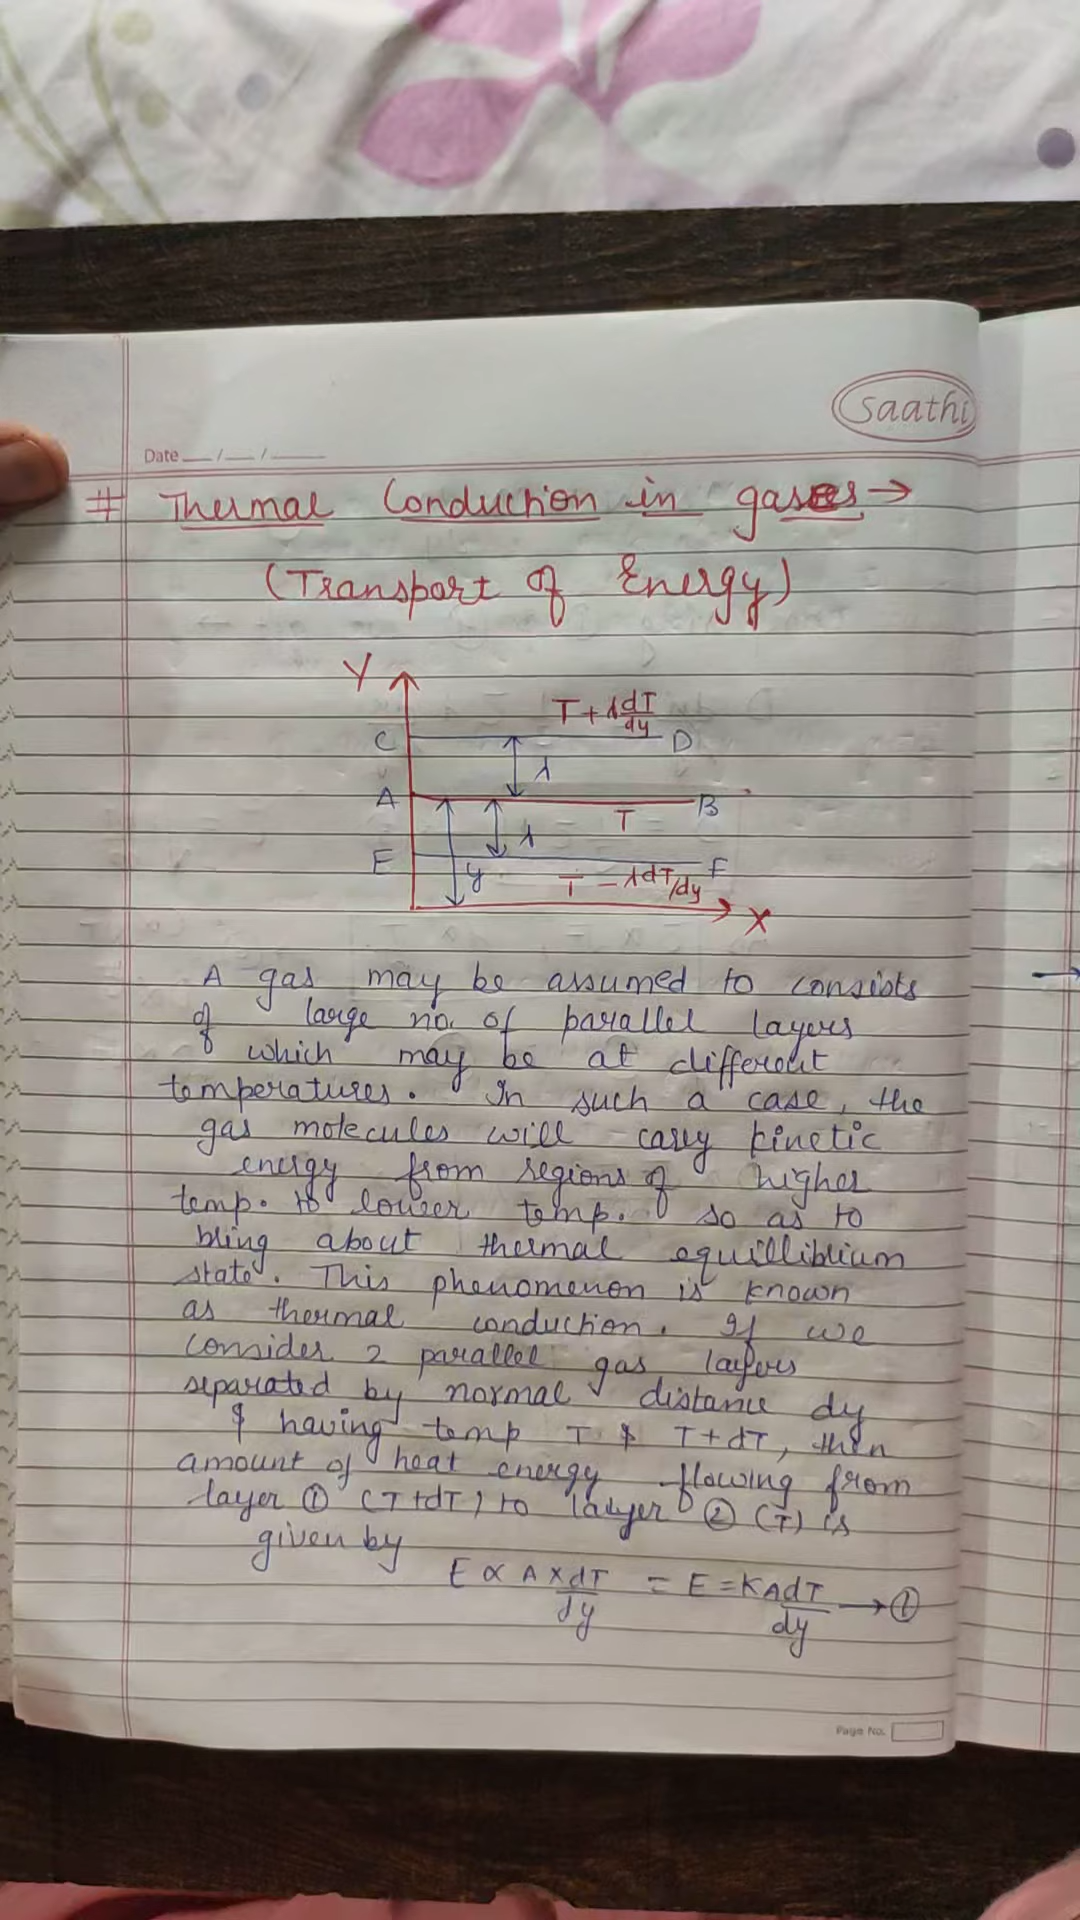 Saathi
Date __/__/____
# Thermal Conduction in gases →
(Transport of Energy)
Y
T + λ dT/dy
C D
λ
A B
T
λ
E F
y
T - λ dT/dy
X
A gas may be assumed to consists
of large no. of parallel layers
which may be at different
temperatures. In such a case, the
gas molecules will carry kinetic
energy from regions of higher
temp. to lower temp. so as to
bring about thermal equillibrium
state. This phenomenon is known
as thermal conduction. If we
consider 2 parallel gas layers
separated by normal distance dy
& having temp T & T+dT, then
amount of heat energy flowing from
layer ① (T+dT) to layer ② (T) is
given by
E ∝ A x dT/dy = E = KA dT/dy → ①
Page No.